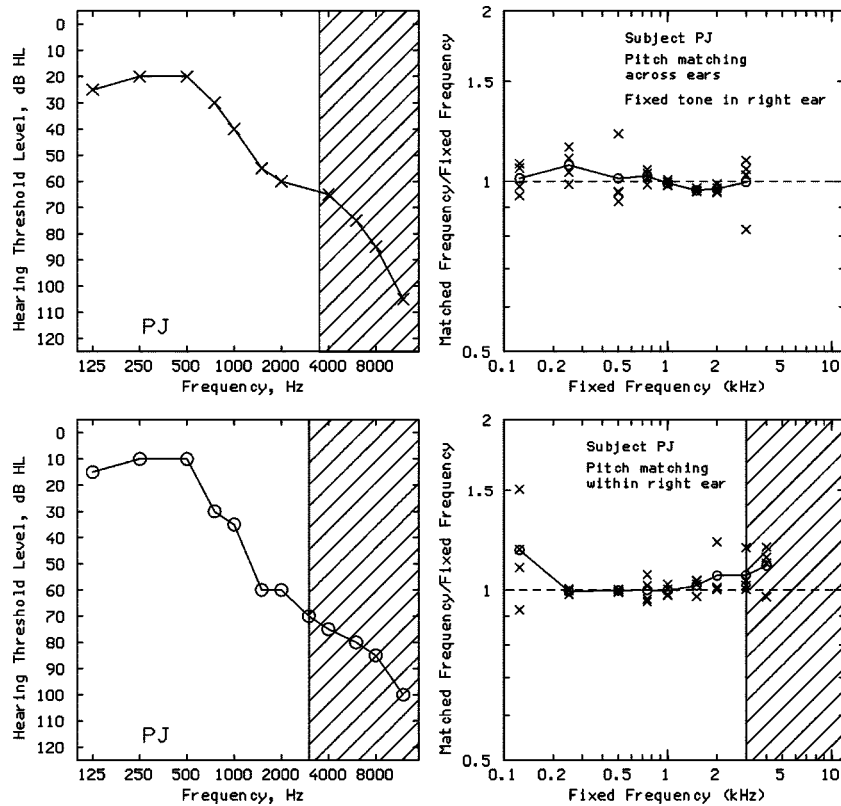 Hearing Threshold Level, dB HL
0
10
20
30
40
50
60
70
80
90
100
110
120
PJ
125 250 500 1000 2000 4000 8000
Frequency, Hz
Matched Frequency/Fixed Frequency
2
1.5
1
0.5
Subject PJ
Pitch matching
across ears
Fixed tone in right ear
0.1 0.2 0.5 1 2 5 10
Fixed Frequency (kHz)
Hearing Threshold Level, dB HL
0
10
20
30
40
50
60
70
80
90
100
110
120
PJ
125 250 500 1000 2000 4000 8000
Frequency, Hz
Matched Frequency/Fixed Frequency
2
1.5
1
0.5
Subject PJ
Pitch matching
within right ear
0.1 0.2 0.5 1 2 5 10
Fixed Frequency (kHz)